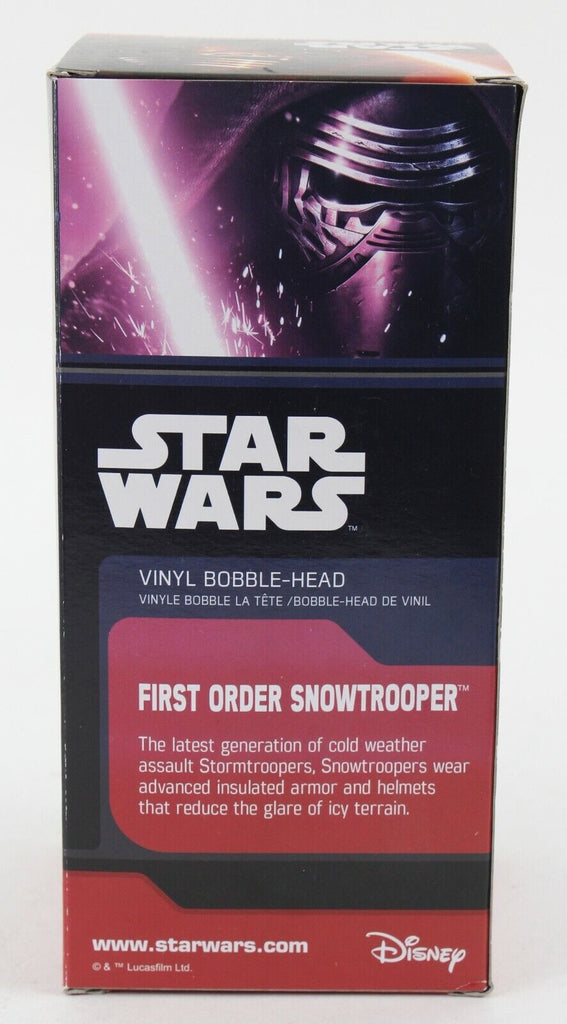 STAR
WARS™
VINYL BOBBLE-HEAD
VINYLE BOBBLE LA TÊTE /BOBBLE-HEAD DE VINIL
FIRST ORDER SNOWTROOPER™
The latest generation of cold weather
assault Stormtroopers, Snowtroopers wear
advanced insulated armor and helmets
that reduce the glare of icy terrain.
www.starwars.com
© & ™ Lucasfilm Ltd.
Disney